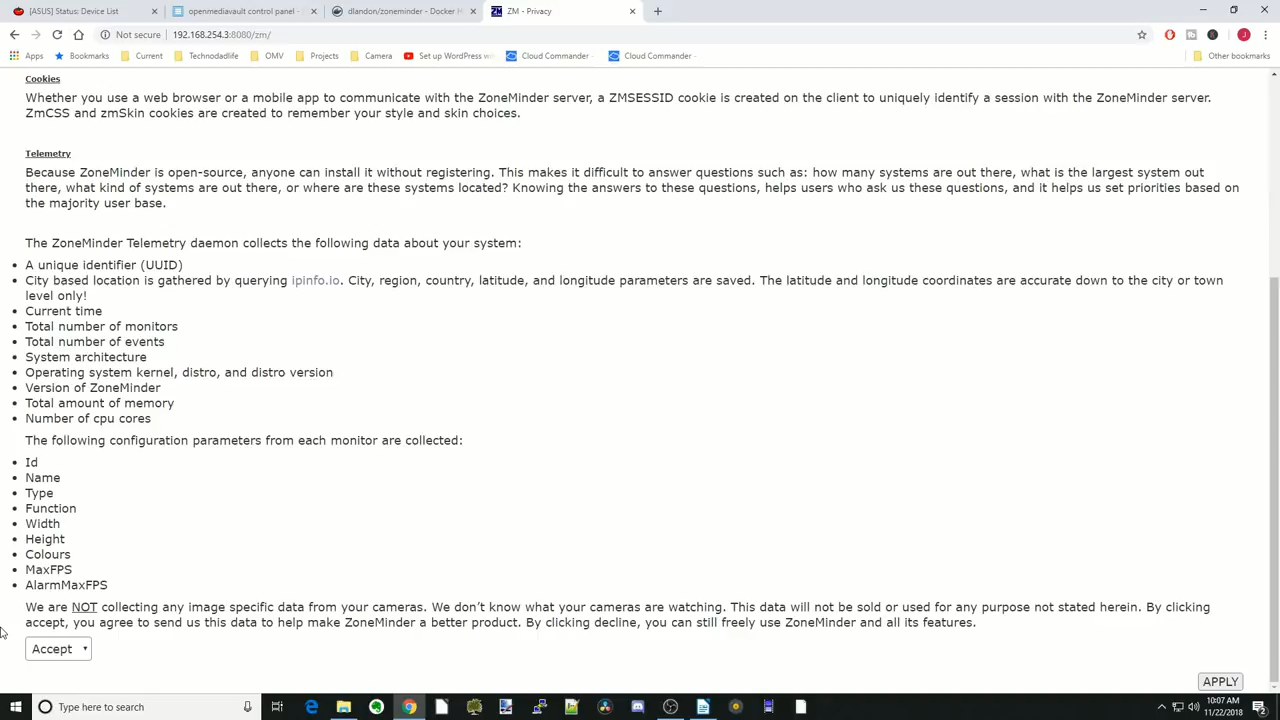 [ASUS] Status: Device List
openmediavault control panel -
dlandon/zoneminder - Docker H
ZM - Privacy
Not secure
192.168.254.3:8080/zm/
Apps
Bookmarks
Current
Technodadlife
OMV
Projects
Camera
Set up WordPress wi
Cloud Commander
Cloud Commander
Other bookmarks
Cookies
Whether you use a web browser or a mobile app to communicate with the ZoneMinder server, a ZMSESSID cookie is created on the client to uniquely identify a session with the ZoneMinder server.
ZmCSS and zmSkin cookies are created to remember your style and skin choices.
Telemetry
Because ZoneMinder is open-source, anyone can install it without registering. This makes it difficult to answer questions such as: how many systems are out there, what is the largest system out
there, what kind of systems are out there, or where are these systems located? Knowing the answers to these questions, helps users who ask us these questions, and it helps us set priorities based on
the majority user base.
The ZoneMinder Telemetry daemon collects the following data about your system:
A unique identifier (UUID)
City based location is gathered by querying ipinfo.io. City, region, country, latitude, and longitude parameters are saved. The latitude and longitude coordinates are accurate down to the city or town
level only!
Current time
Total number of monitors
Total number of events
System architecture
Operating system kernel, distro, and distro version
Version of ZoneMinder
Total amount of memory
Number of cpu cores
The following configuration parameters from each monitor are collected:
Id
Name
Type
Function
Width
Height
Colours
MaxFPS
AlarmMaxFPS
We are NOT collecting any image specific data from your cameras. We don't know what your cameras are watching. This data will not be sold or used for any purpose not stated herein. By clicking
accept, you agree to send us this data to help make ZoneMinder a better product. By clicking decline, you can still freely use ZoneMinder and all its features.
Accept
APPLY
Type here to search
10:07 AM
11/22/2018